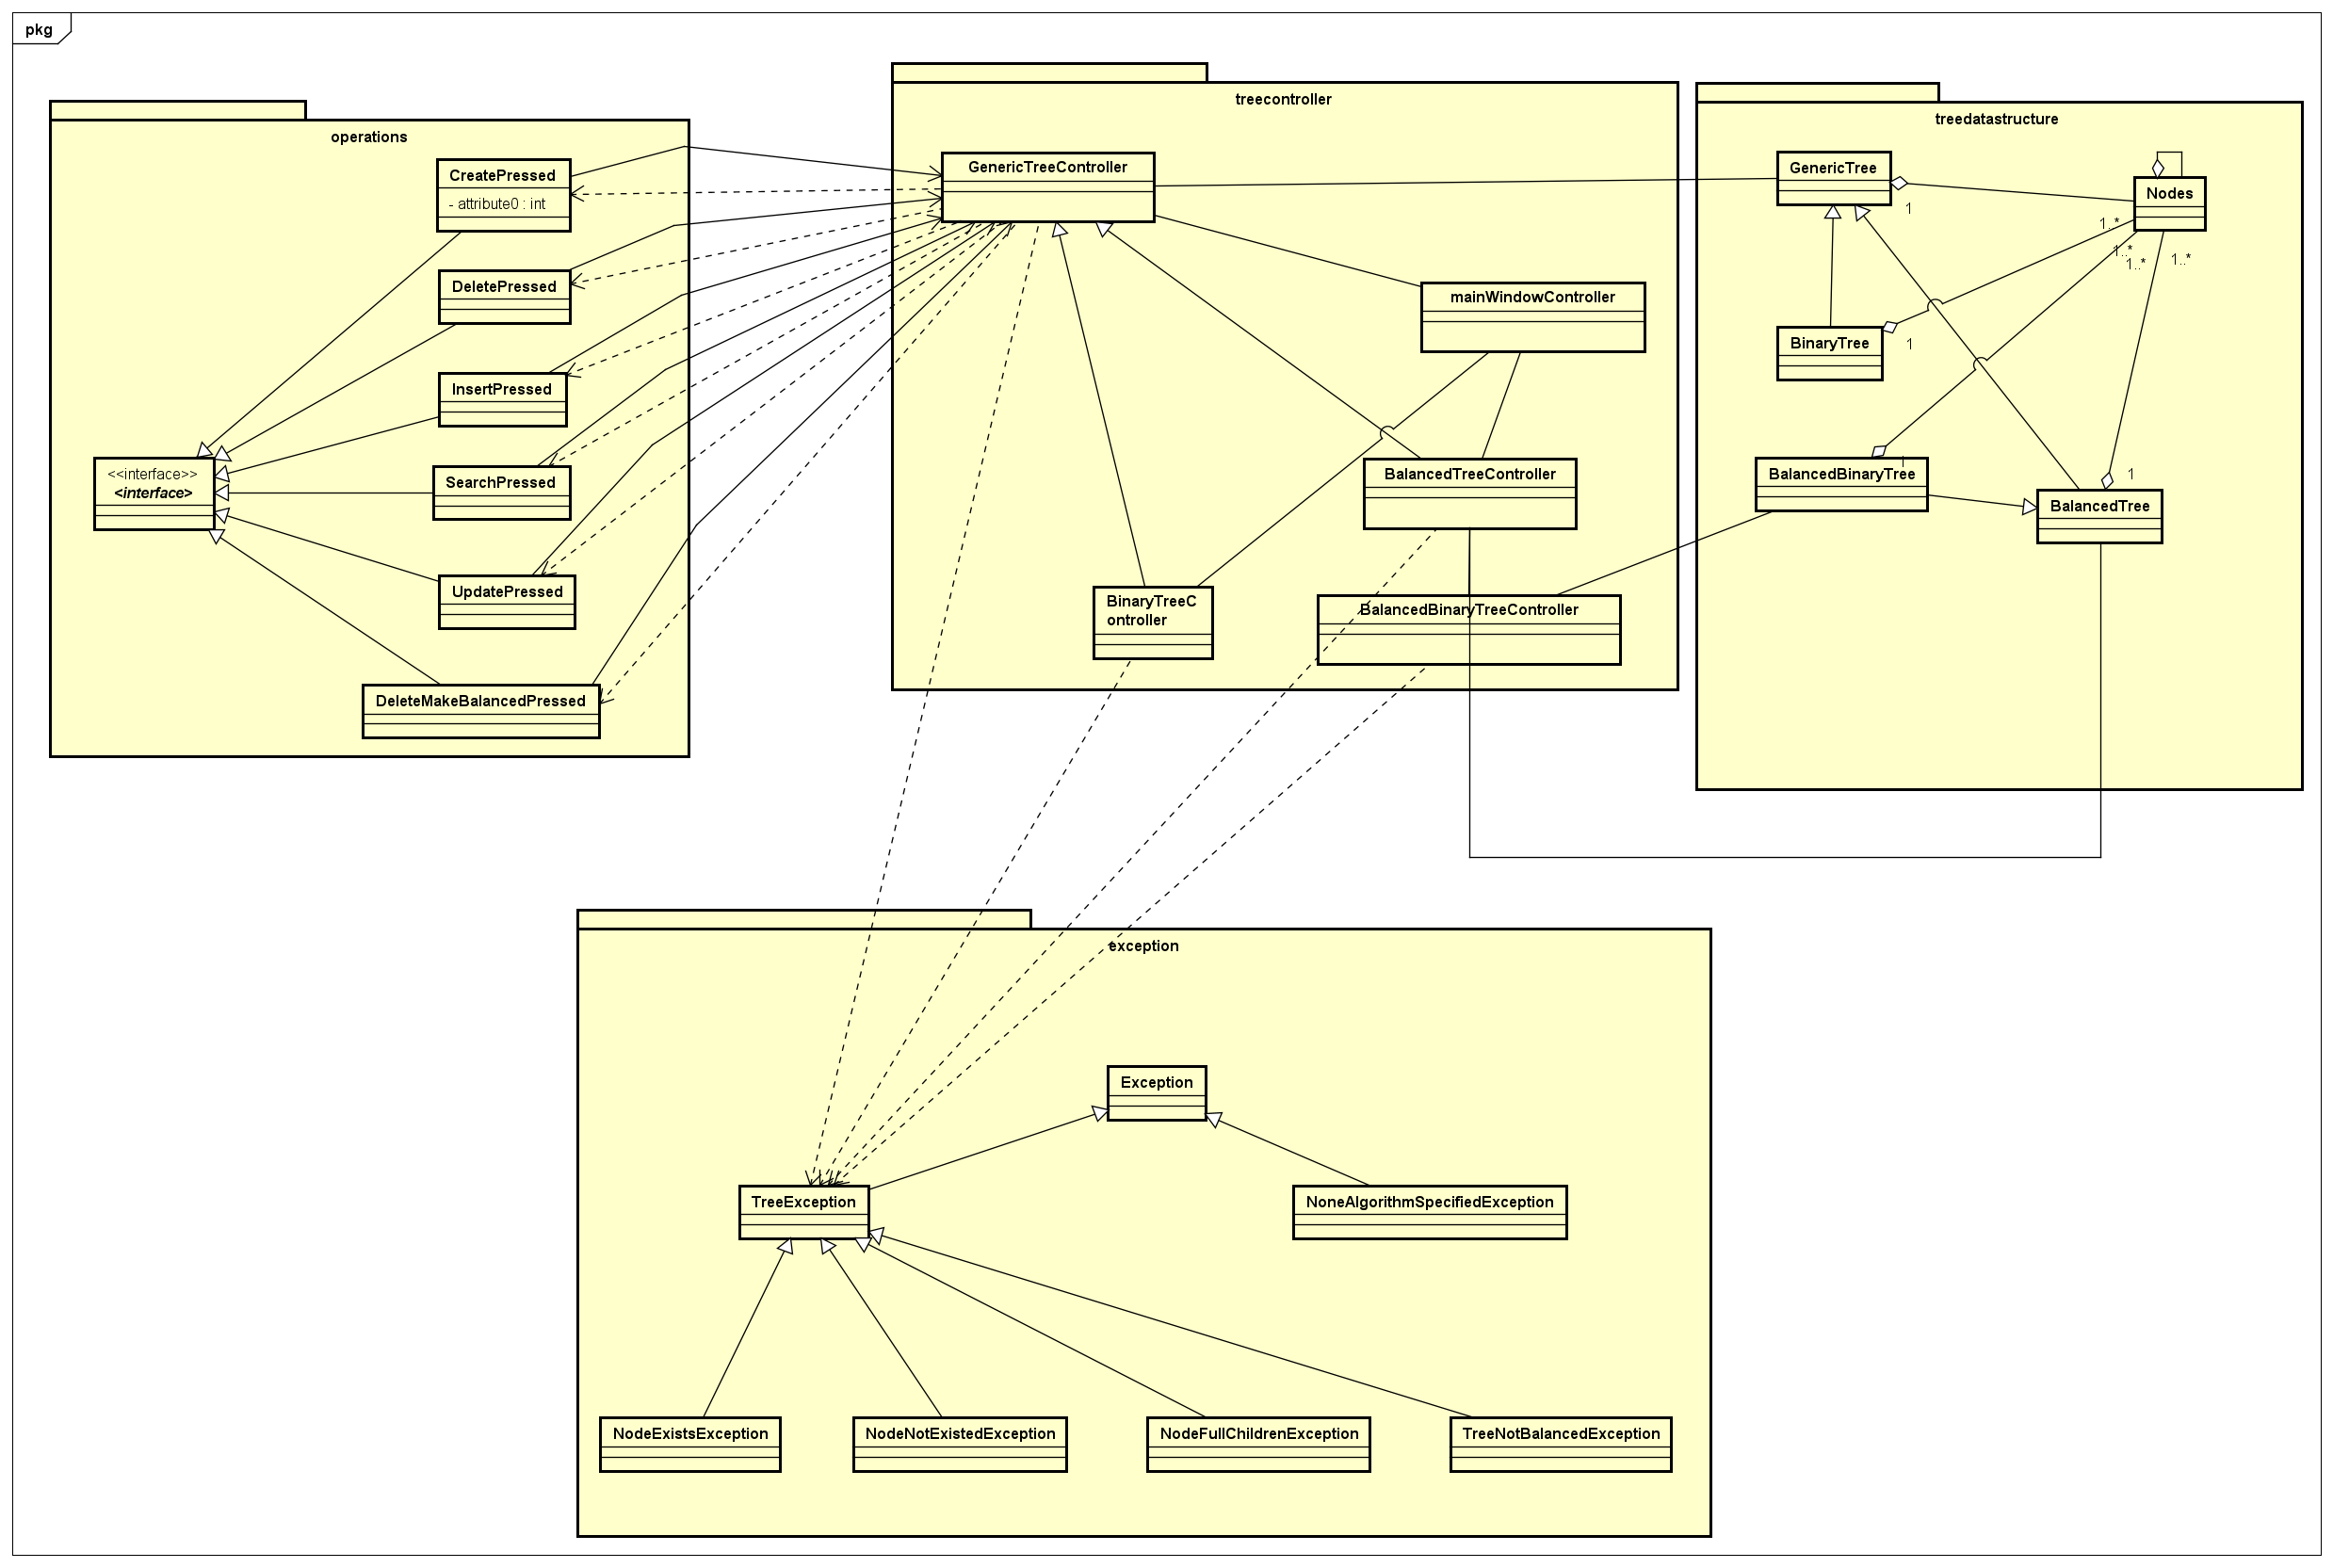 pkg
operations
CreatePressed
- attribute0 : int
DeletePressed
InsertPressed
SearchPressed
<<interface>>
<interface>
UpdatePressed
DeleteMakeBalancedPressed
treecontroller
GenericTreeController
mainWindowController
BalancedTreeController
BinaryTreeC
ontroller
BalancedBinaryTreeController
treedatastructure
GenericTree
Nodes
1
1..*
1..*
1..*
1..*
BinaryTree
1
BalancedBinaryTree
1
1
BalancedTree
exception
Exception
TreeException
NoneAlgorithmSpecifiedException
NodeExistsException
NodeNotExistedException
NodeFullChildrenException
TreeNotBalancedException